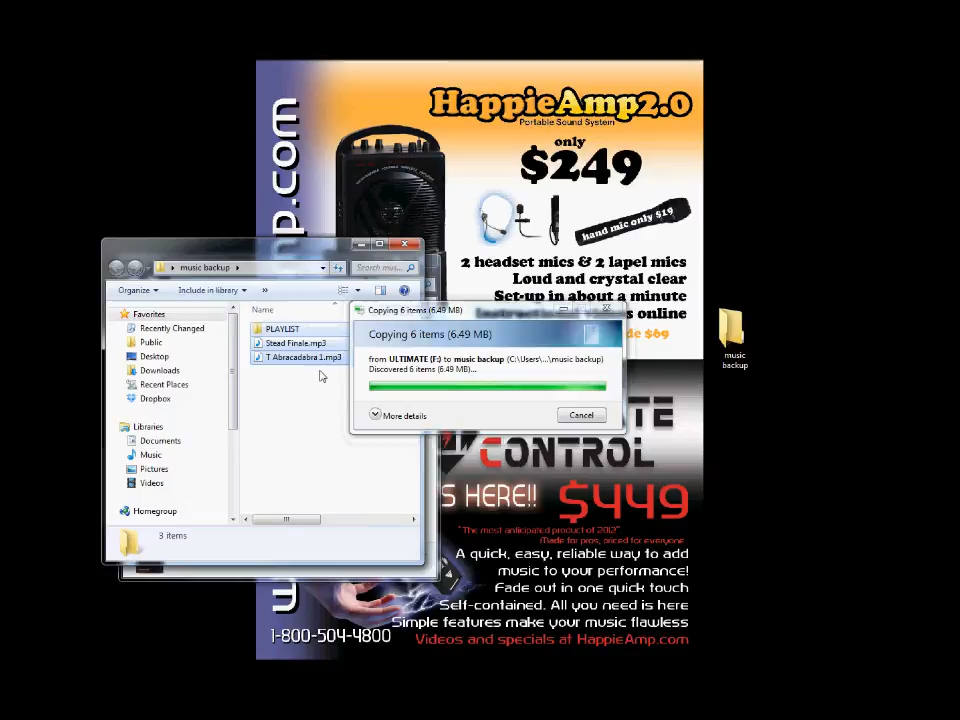 HappieAmp2.0
Portable Sound System
only
$249
hand mic only $19
2 headset mics & 2 lapel mics
Loud and crystal clear
Set-up in about a minute
online
de $69
p.com
music backup
Search mus...
Organize
Include in library
»
Favorites
Recently Changed
Public
Desktop
Downloads
Recent Places
Dropbox
Libraries
Documents
Music
Pictures
Videos
Homegroup
Name
PLAYLIST
Stead Finale.mp3
T Abracadabra 1.mp3
3 items
Copying 6 items (6.49 MB)
Copying 6 items (6.49 MB)
from ULTIMATE (F:) to music backup (C:\Users\...\music backup)
Discovered 6 items (6.49 MB)...
More details
Cancel
music
backup
TE
CONTROL
S HERE!! $449
"The most anticipated product of 2012"
Made for pros, priced for everyone
A quick, easy, reliable way to add
music to your performance!
Fade out in one quick touch
Self-contained. All you need is here
Simple features make your music flawless
Videos and specials at HappieAmp.com
w
1-800-504-4800